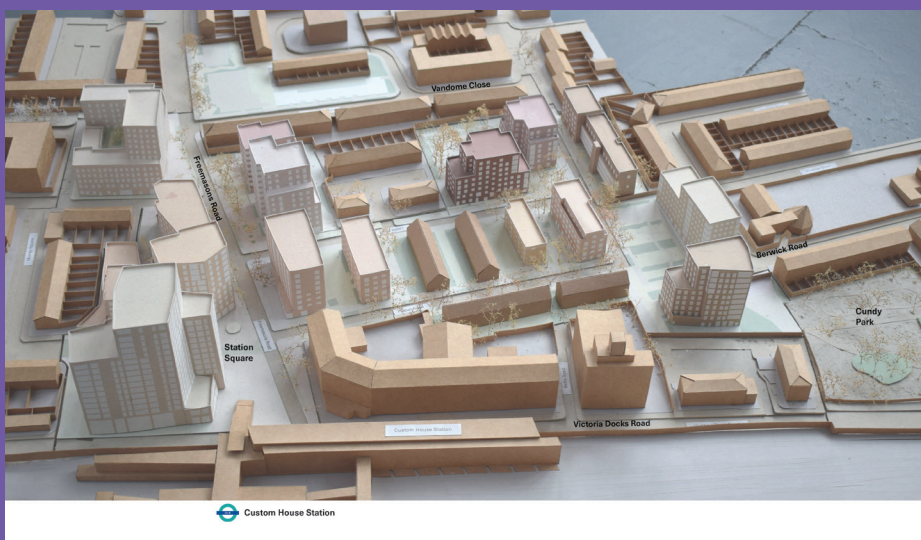 Vandome Close
Freemasons Road
Berwick Road
Cundy
Park
Station
Square
Victoria Docks Road
Custom House Station
Custom House Station